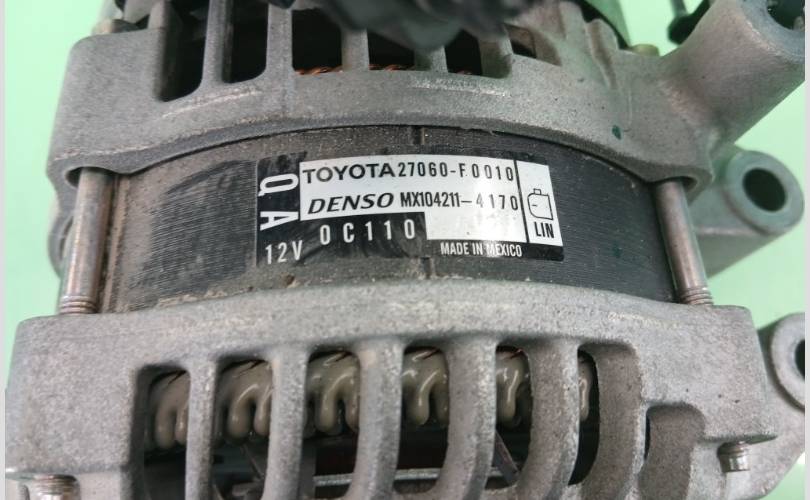 QA
TOYOTA 27060-F0010
DENSO MX104211-4170
12V 0C110
MADE IN MEXICO
LIN